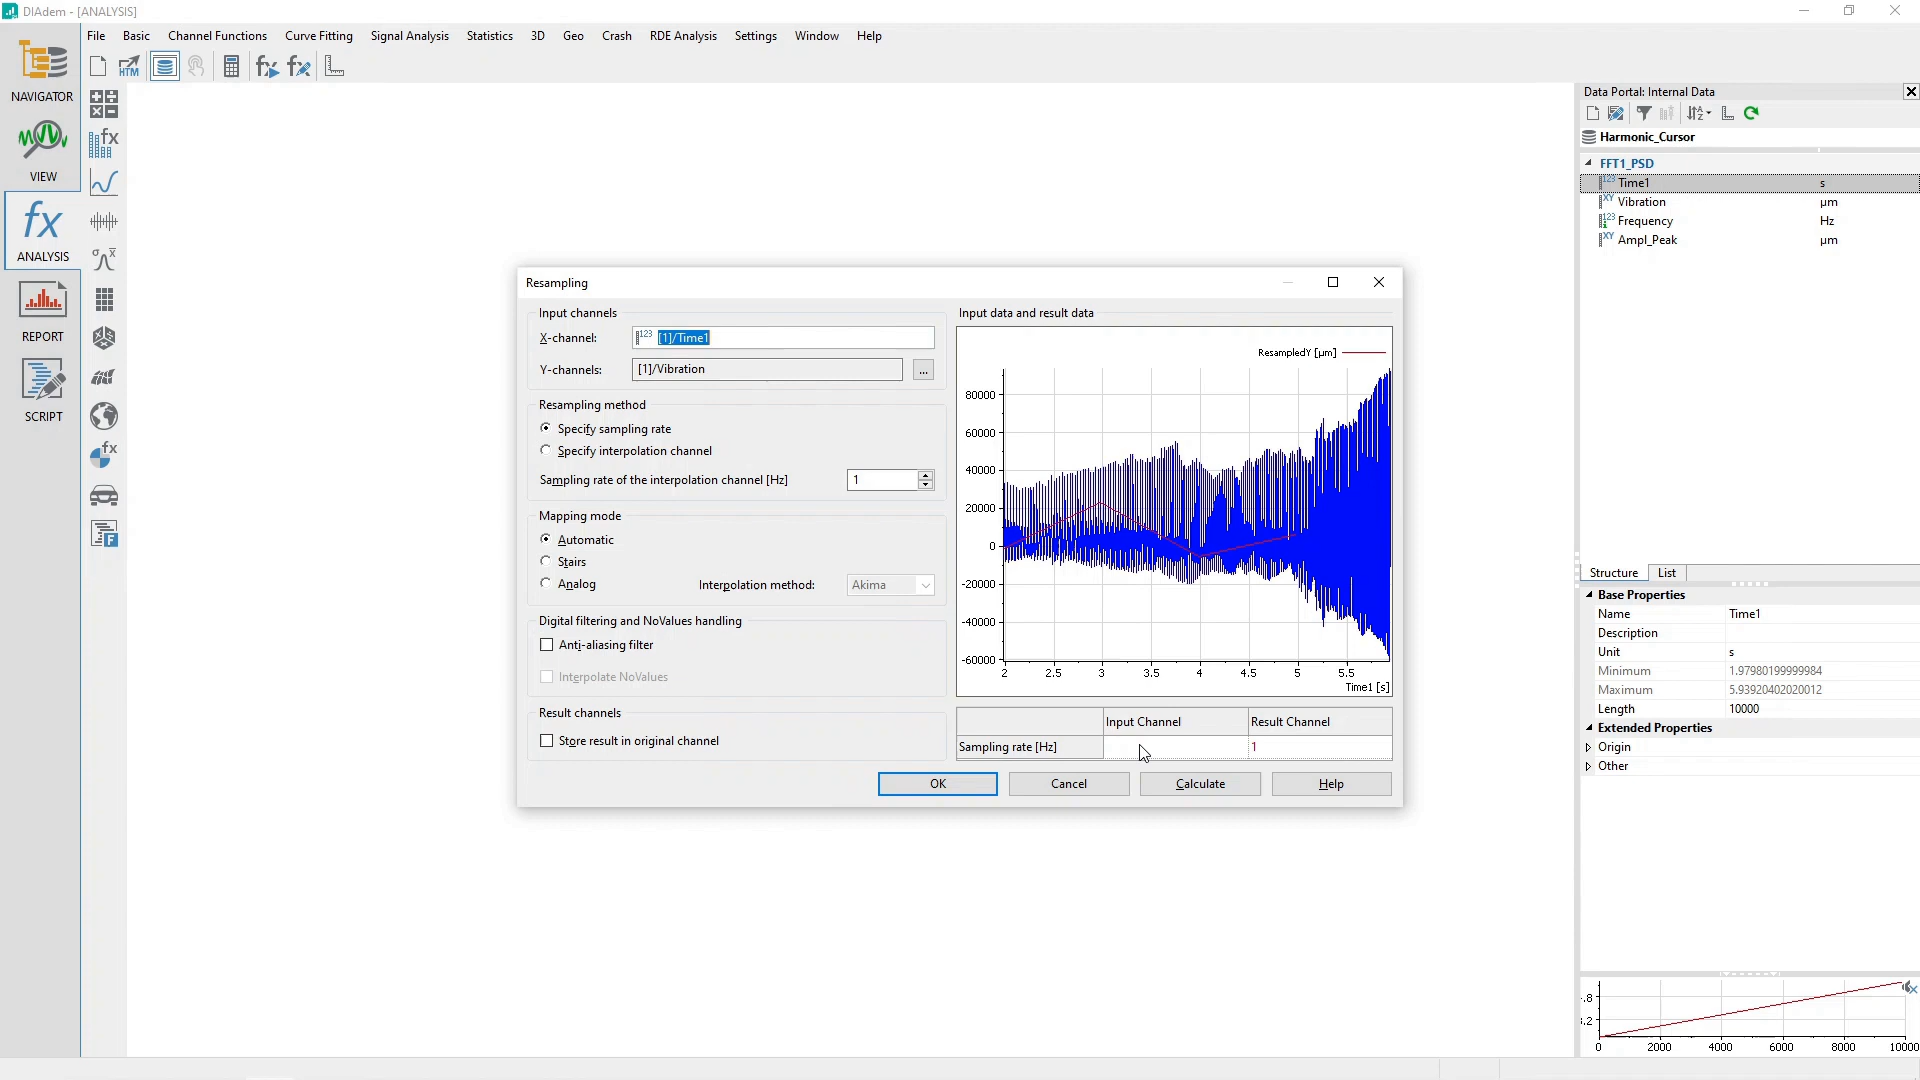 DIAdem - [ANALYSIS]
File Basic Channel Functions Curve Fitting Signal Analysis Statistics 3D Geo Crash RDE Analysis Settings Window Help
HTM
NAVIGATOR
VIEW
ANALYSIS
REPORT
SCRIPT
Resampling
Input channels
X-channel: [1]/Time1
Y-channels: [1]/Vibration ...
Resampling method
Specify sampling rate
Specify interpolation channel
Sampling rate of the interpolation channel [Hz] 1
Mapping mode
Automatic
Stairs
Analog Interpolation method: Akima
Digital filtering and NoValues handling
Anti-aliasing filter
Interpolate NoValues
Result channels
Store result in original channel
Input data and result data
ResampledY [µm]
80000
60000
40000
20000
0
-20000
-40000
-60000
2 2.5 3 3.5 4 4.5 5 5.5
Time1 [s]
Input Channel Result Channel
Sampling rate [Hz] 1
OK Cancel Calculate Help
Data Portal: Internal Data
Harmonic_Cursor
FFT1_PSD
Time1 s
Vibration µm
Frequency Hz
Ampl_Peak µm
Structure List
Base Properties
Name Time1
Description
Unit s
Minimum 1.97980199999984
Maximum 5.93920402020012
Length 10000
Extended Properties
Origin
Other
.8
.2
0 2000 4000 6000 8000 10000